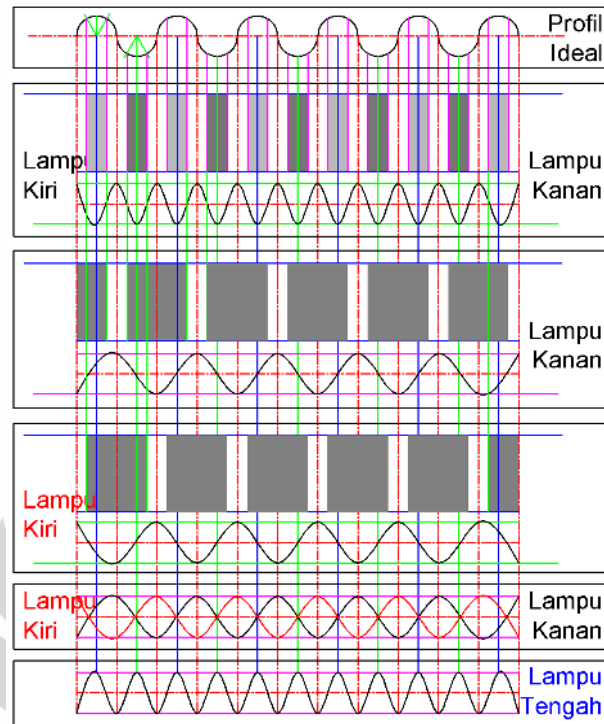 Profil
Ideal
Lampu
Kiri
Lampu
Kanan
Lampu
Kanan
Lampu
Kiri
Lampu
Kiri
Lampu
Kanan
Lampu
Tengah